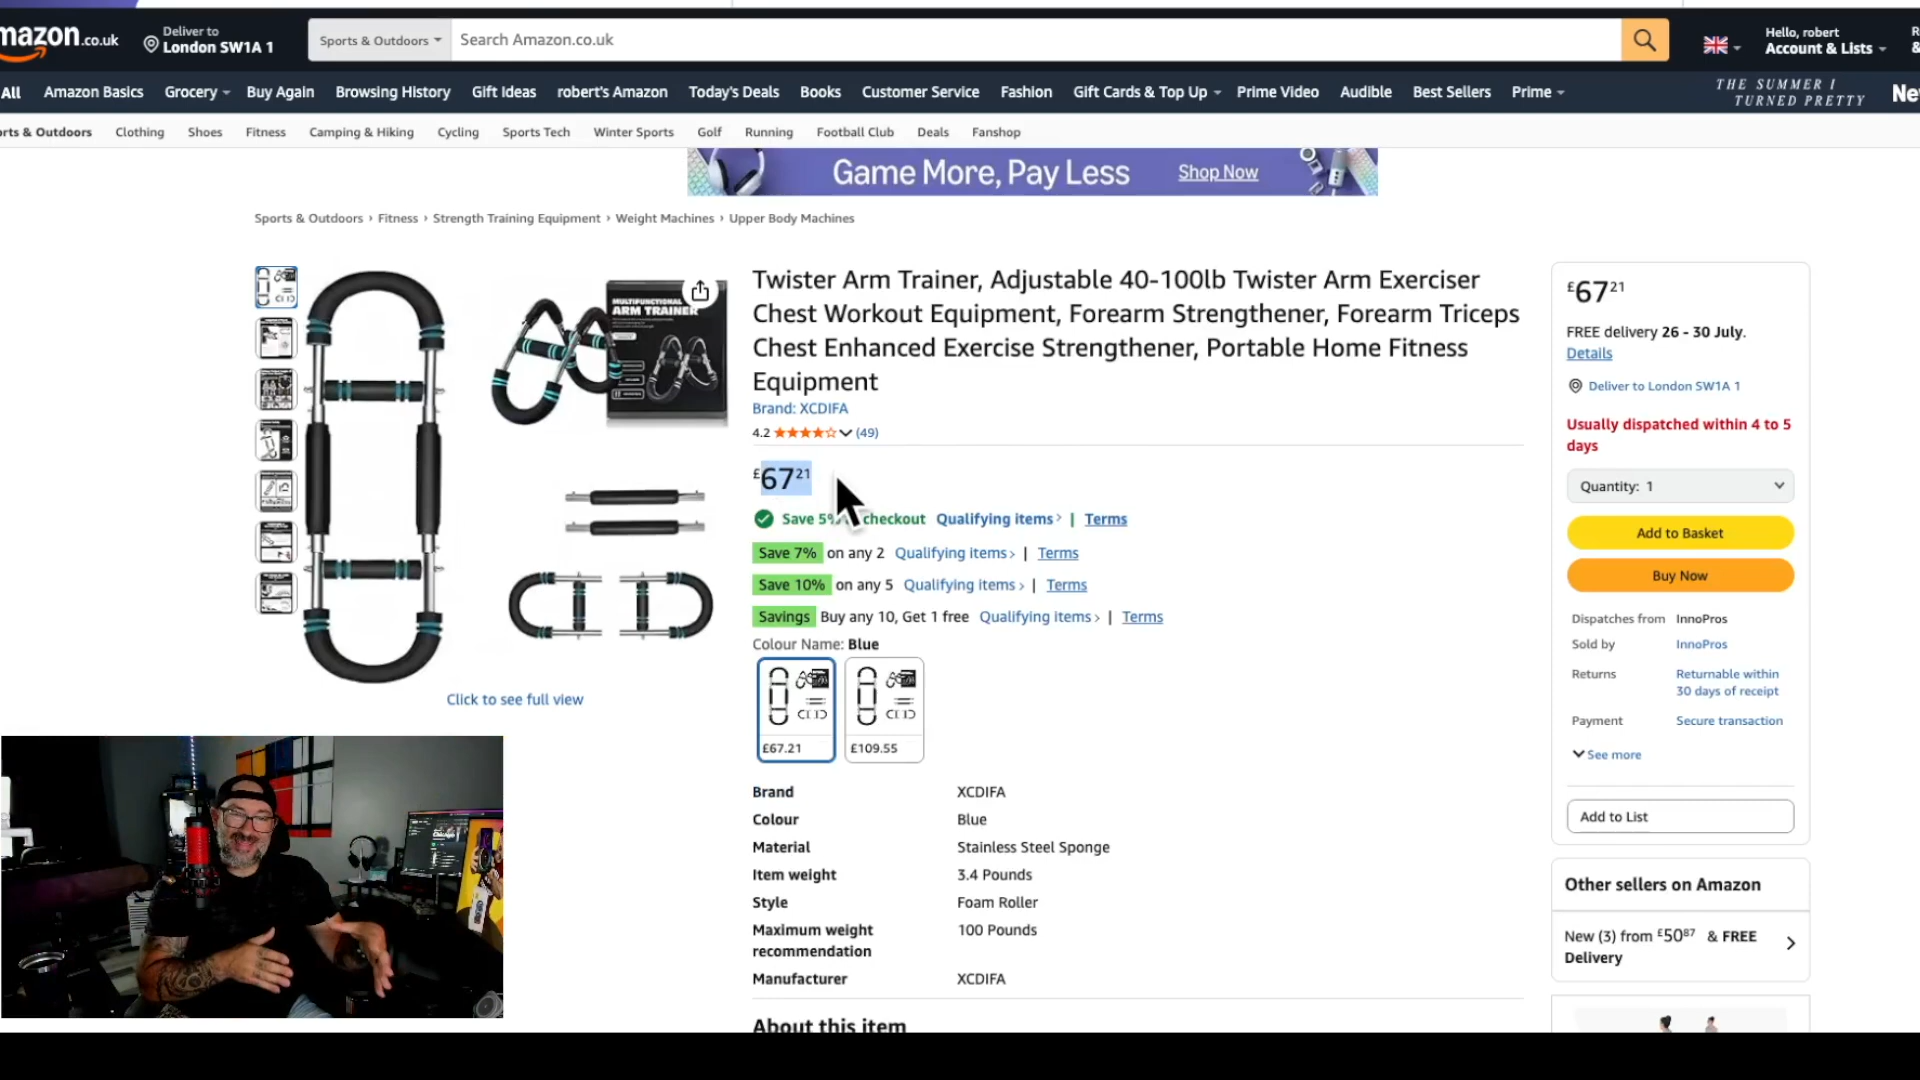 mazon.co.uk
Deliver to
London SW1A 1
Sports & Outdoors
Search Amazon.co.uk
Hello, robert
Account & Lists
R
&
All
Amazon Basics
Grocery
Buy Again
Browsing History
Gift Ideas
robert's Amazon
Today's Deals
Books
Customer Service
Fashion
Gift Cards & Top Up
Prime Video
Audible
Best Sellers
Prime
THE SUMMER I
TURNED PRETTY
Ne
rts & Outdoors
Clothing
Shoes
Fitness
Camping & Hiking
Cycling
Sports Tech
Winter Sports
Golf
Running
Football Club
Deals
Fanshop
Game More, Pay Less
Shop Now
Sports & Outdoors › Fitness › Strength Training Equipment › Weight Machines › Upper Body Machines
MULTIFUNCTIONAL
ARM TRAINER
Click to see full view
Twister Arm Trainer, Adjustable 40-100lb Twister Arm Exerciser
Chest Workout Equipment, Forearm Strengthener, Forearm Triceps
Chest Enhanced Exercise Strengthener, Portable Home Fitness
Equipment
Brand: XCDIFA
4.2 (49)
£67 21
Save 5% checkout Qualifying items › | Terms
Save 7% on any 2 Qualifying items › | Terms
Save 10% on any 5 Qualifying items › | Terms
Savings Buy any 10, Get 1 free Qualifying items › | Terms
Colour Name: Blue
£67.21
£109.55
Brand XCDIFA
Colour Blue
Material Stainless Steel Sponge
Item weight 3.4 Pounds
Style Foam Roller
Maximum weight recommendation 100 Pounds
Manufacturer XCDIFA
About this item
£67 21
FREE delivery 26 - 30 July.
Details
Deliver to London SW1A 1
Usually dispatched within 4 to 5
days
Quantity: 1
Add to Basket
Buy Now
Dispatches from InnoPros
Sold by InnoPros
Returns Returnable within
30 days of receipt
Payment Secure transaction
See more
Add to List
Other sellers on Amazon
New (3) from £50 87 & FREE
Delivery